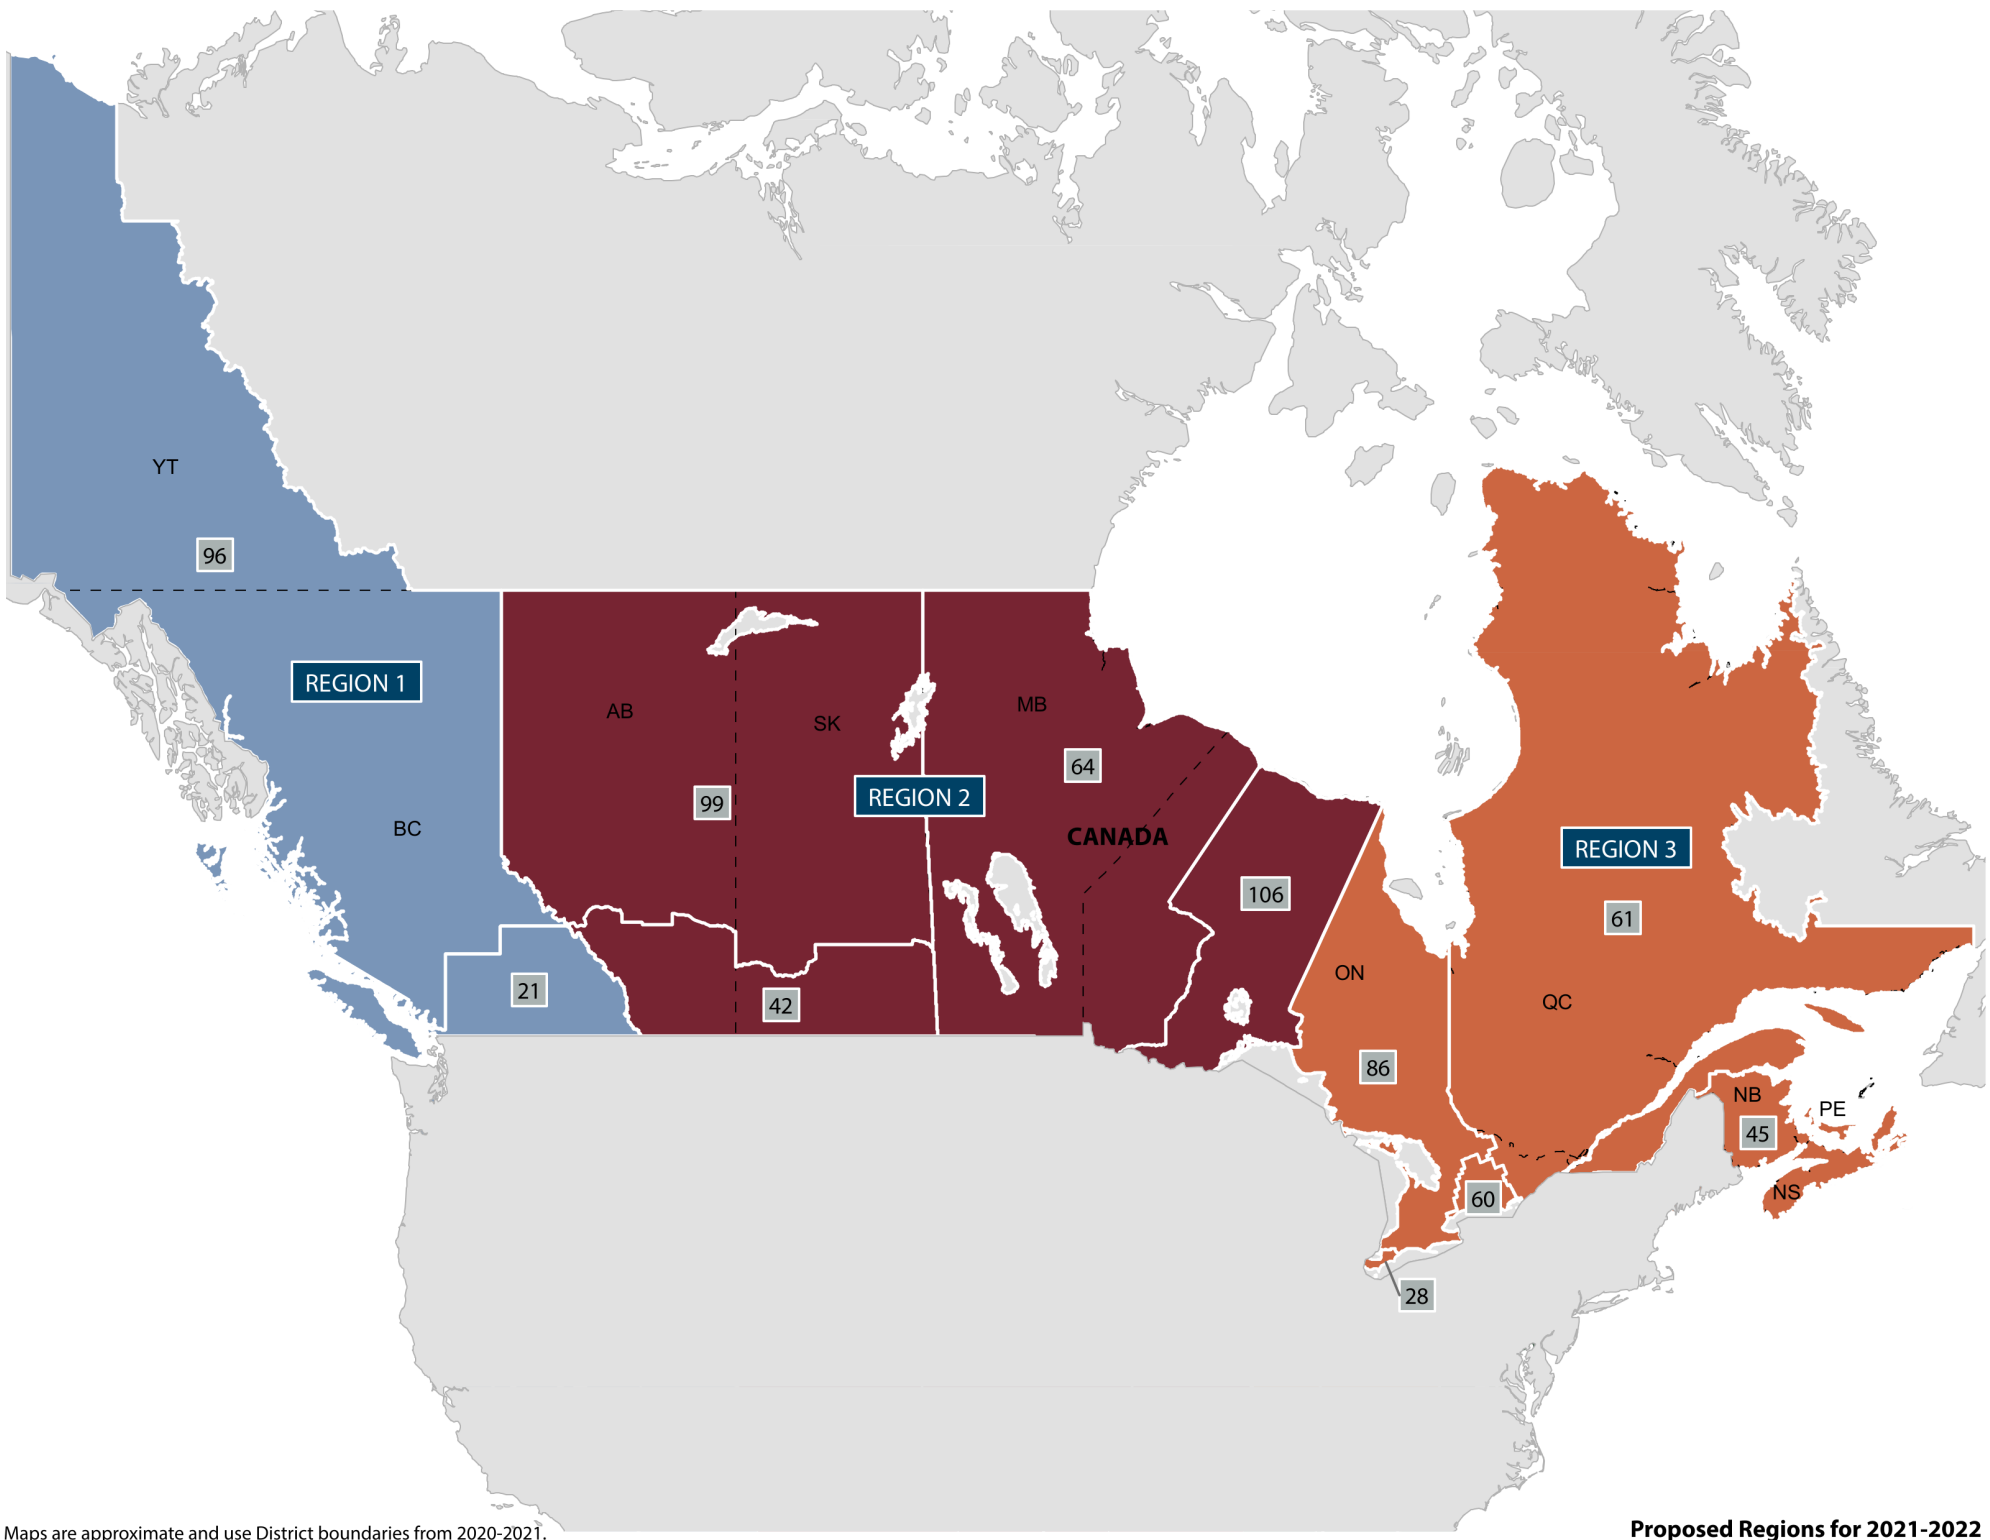 YT
96
REGION 1
AB
SK
MB
64
99
REGION 2
BC
CANADA
REGION 3
106
61
21
42
ON
QC
86
NB
PE
45
60
NS
28
Maps are approximate and use District boundaries from 2020-2021.
Proposed Regions for 2021-2022